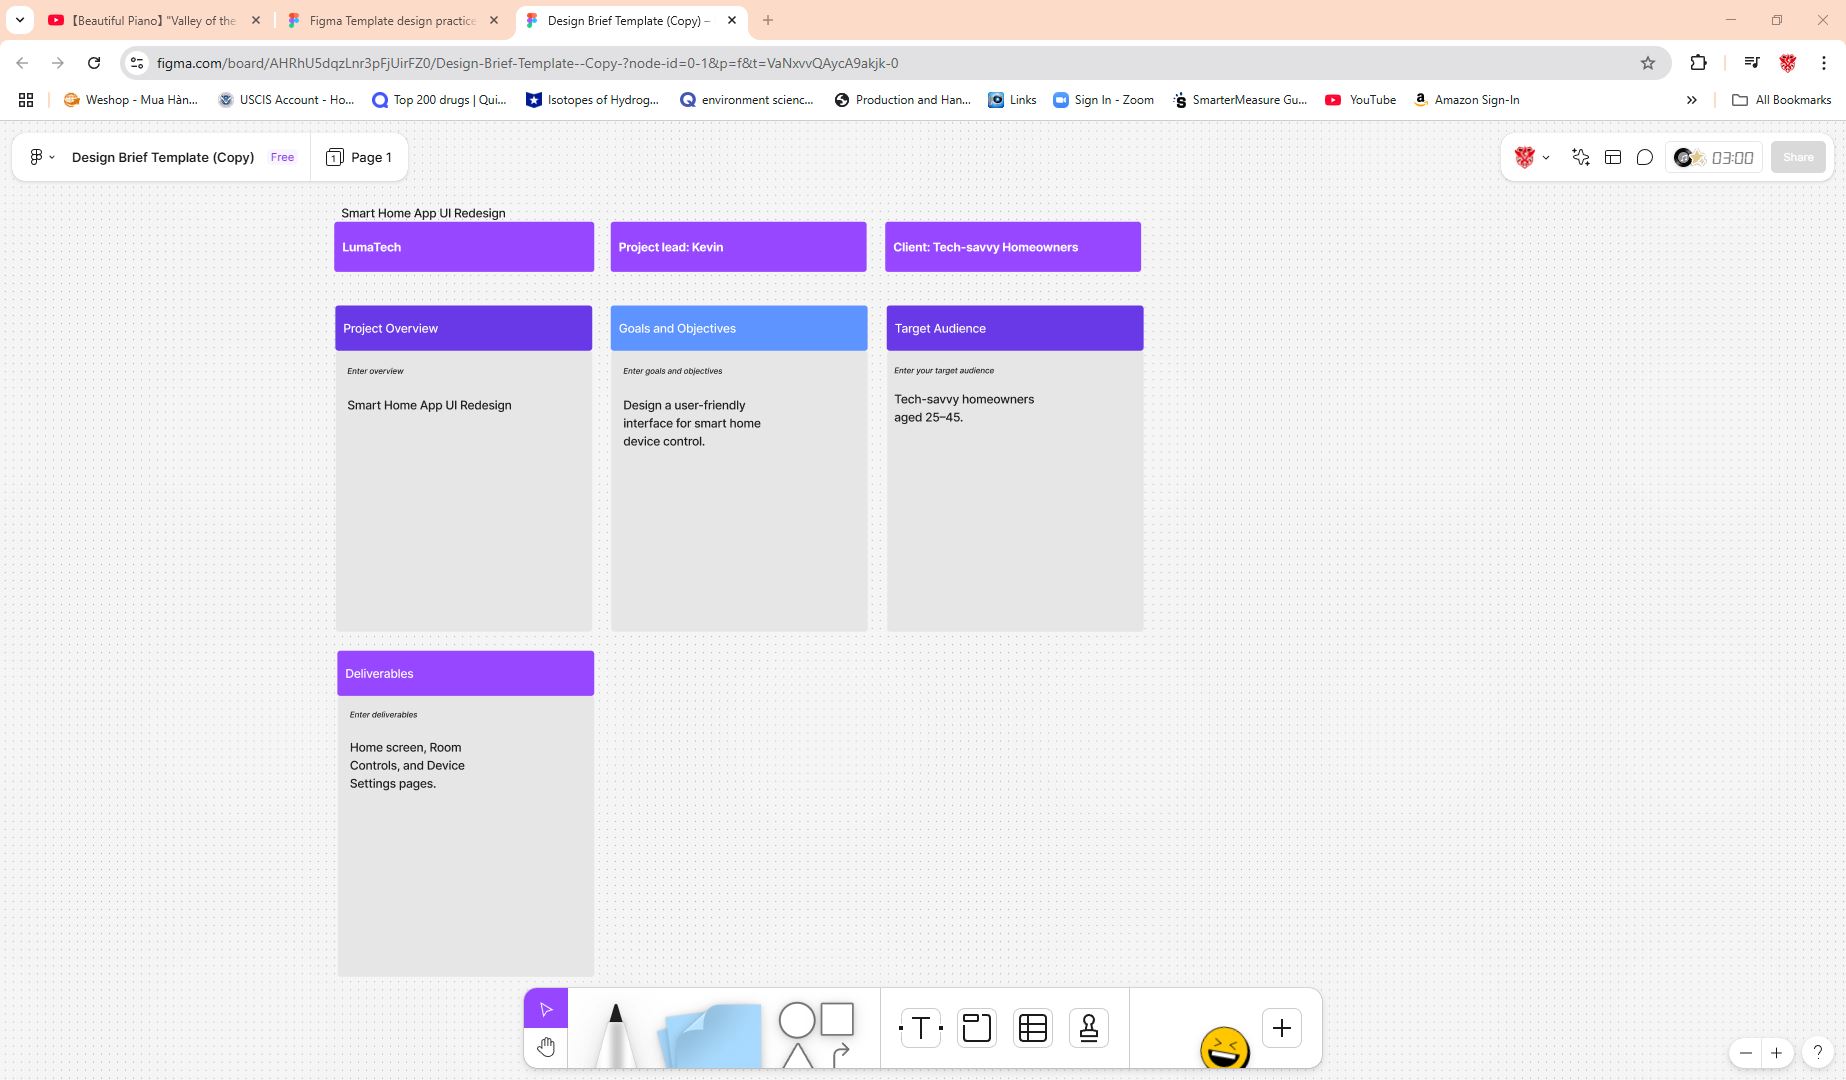 【Beautiful Piano】 "Valley of the
Figma Template design practice
Design Brief Template (Copy) –
figma.com/board/AHRhU5dqzLnr3pFjUirFZ0/Design-Brief-Template--Copy-?node-id=0-1&p=f&t=VaNxvvQAycA9akjk-0
Weshop - Mua Hàn...
USCIS Account - Ho...
Top 200 drugs | Qui...
Isotopes of Hydrog...
environment scienc...
Production and Han...
Links
Sign In - Zoom
SmarterMeasure Gu...
YouTube
Amazon Sign-In
All Bookmarks
Design Brief Template (Copy)
Free
1
Page 1
03:00
Share
Smart Home App UI Redesign
LumaTech
Project lead: Kevin
Client: Tech-savvy Homeowners
Project Overview
Enter overview
Smart Home App UI Redesign
Goals and Objectives
Enter goals and objectives
Design a user-friendly
interface for smart home
device control.
Target Audience
Enter your target audience
Tech-savvy homeowners
aged 25–45.
Deliverables
Enter deliverables
Home screen, Room
Controls, and Device
Settings pages.